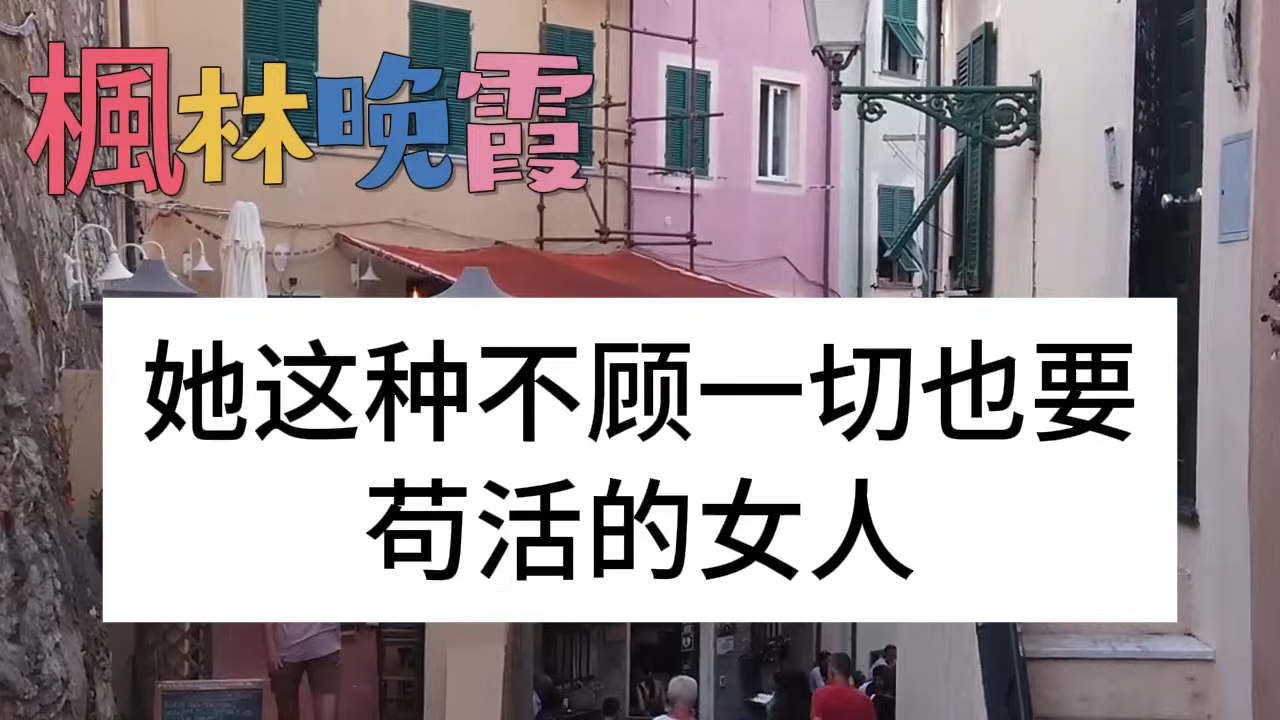 楓林晚霞
她这种不顾一切也要
苟活的女人